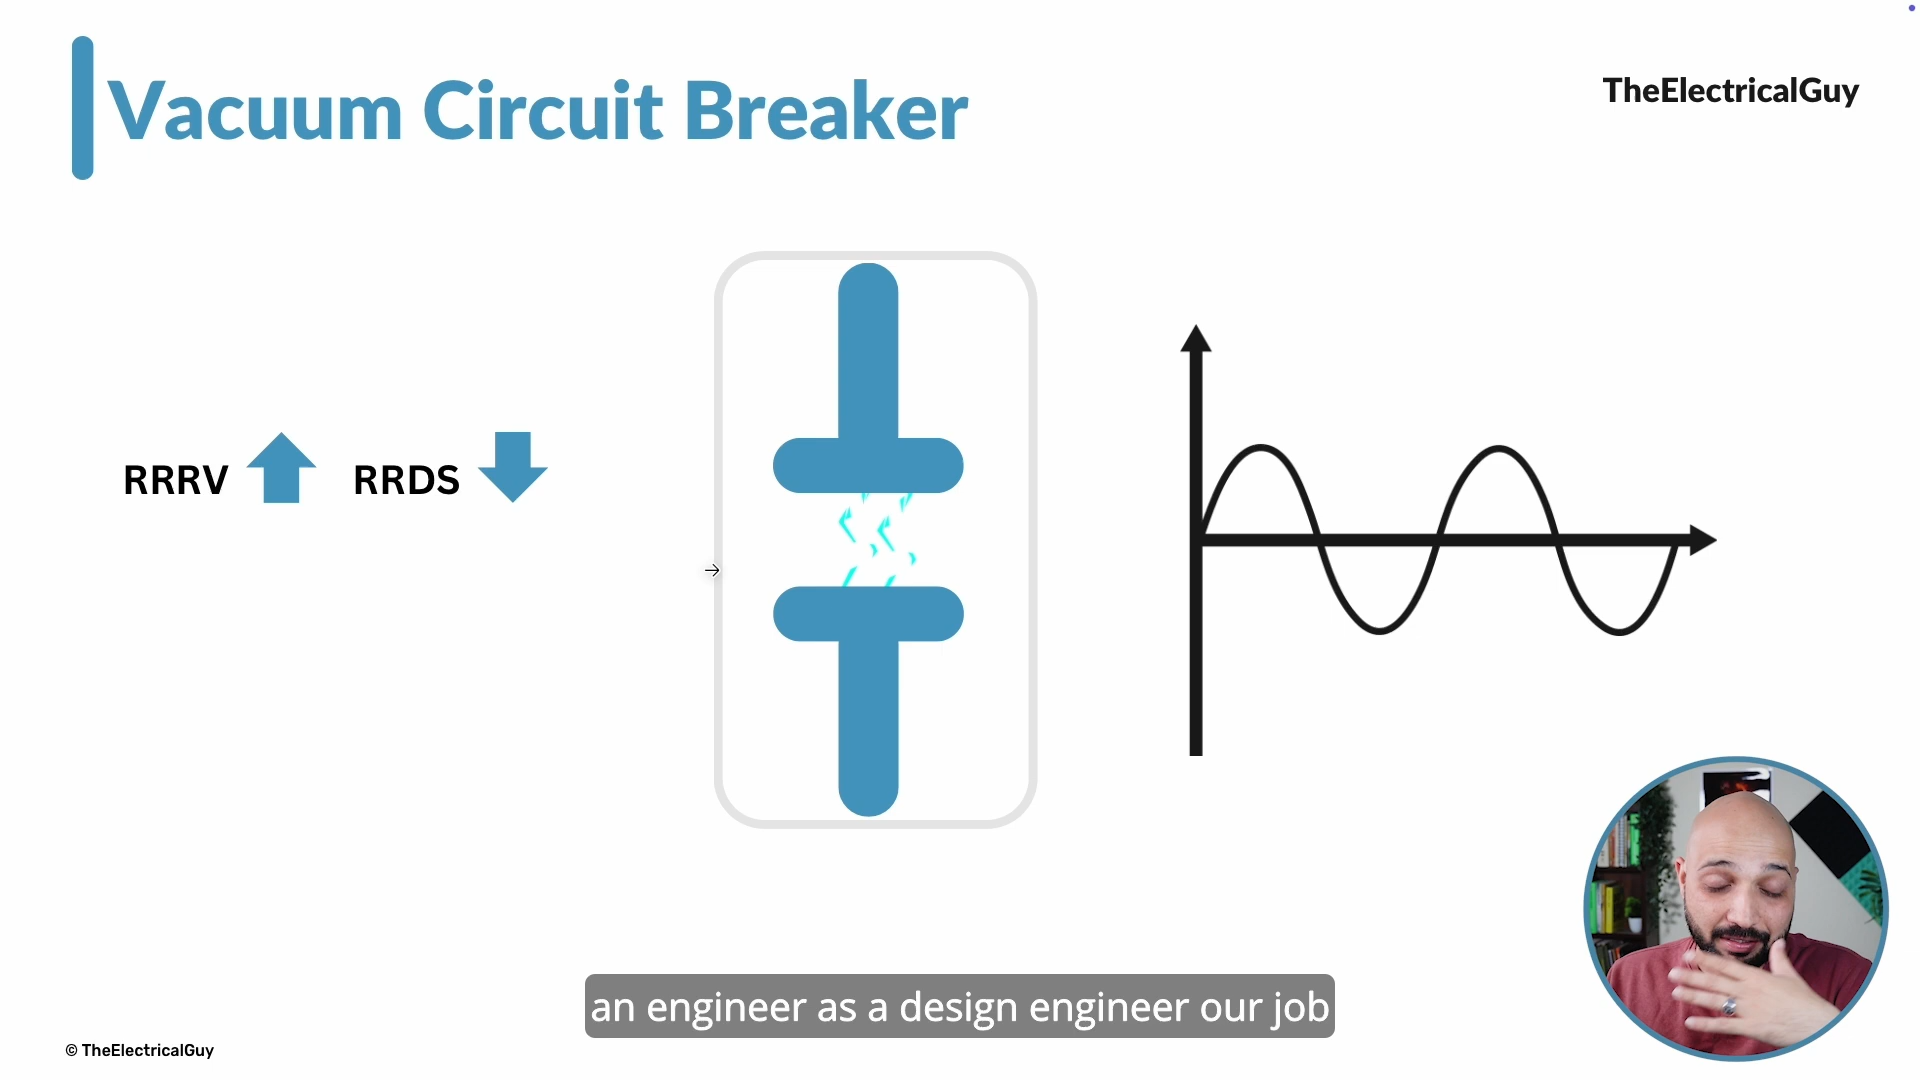 Vacuum Circuit Breaker
TheElectricalGuy
RRRV
RRDS
an engineer as a design engineer our job
© TheElectricalGuy